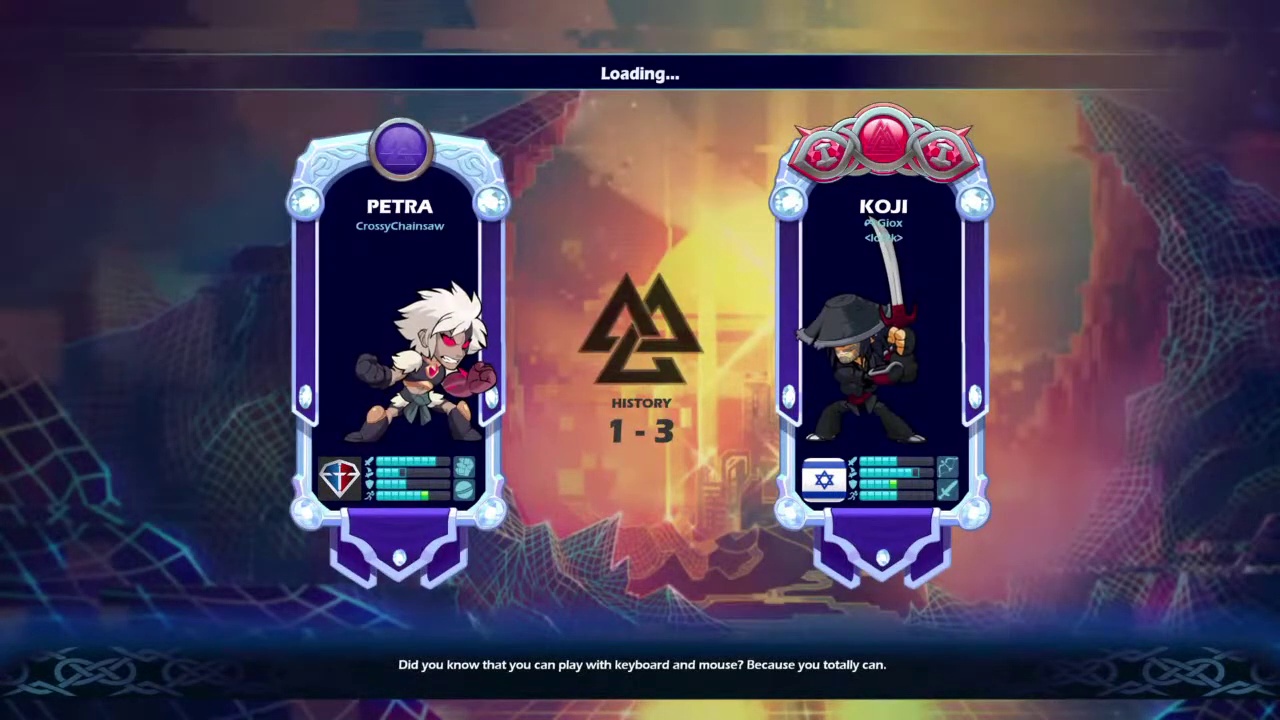 Loading...
PETRA
CrossyChainsaw
KOJI
Giox
HISTORY
1 - 3
Did you know that you can play with keyboard and mouse? Because you totally can.